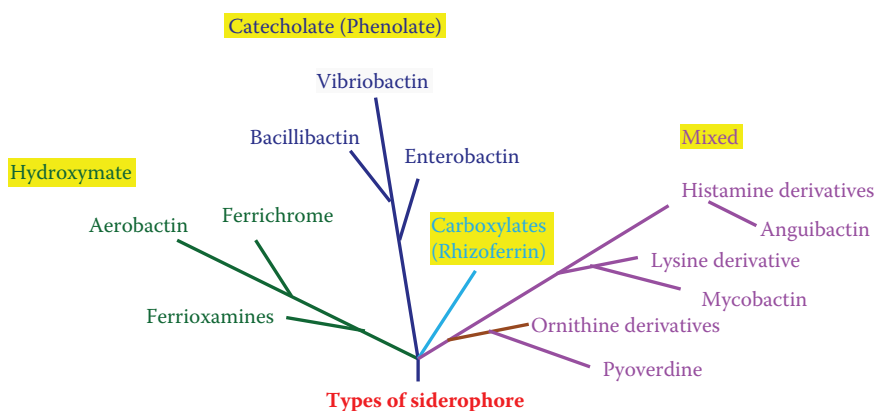 Catecholate (Phenolate)
Vibriobactin
Bacillibactin
Enterobactin
Mixed
Hydroxymate
Histamine derivatives
Aerobactin
Ferrichrome
Carboxylates
(Rhizoferrin)
Anguibactin
Lysine derivative
Mycobactin
Ferrioxamines
Ornithine derivatives
Pyoverdine
Types of siderophore